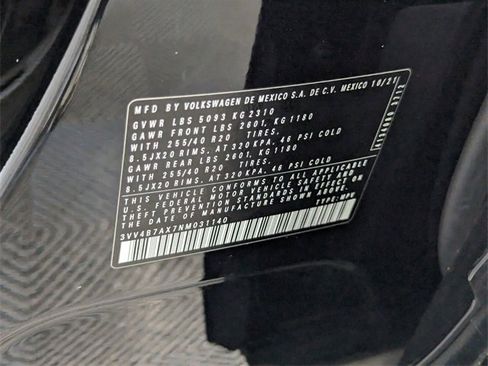 MFD BY VOLKSWAGEN DE MEXICO S.A. DE C.V. MEXICO 10/21
GVWR LBS 5093 KG 2310
GAWR FRONT LBS 2601, KG 1180
WITH 255/40 R20 TIRES.
8.5JX20 RIMS, AT 320 KPA, 46 PSI COLD
GAWR REAR LBS 2601, KG 1180
WITH 255/40 R20 TIRES.
8.5JX20 RIMS, AT 320 KPA, 46 PSI COLD
THIS VEHICLE CONFORMS TO ALL APPLICABLE
U.S. FEDERAL MOTOR VEHICLE SAFETY AND
THEFT PREVENTION STANDARDS IN EFFECT ON
THE DATE OF MANUFACTURE SHOWN ABOVE.
3VV4B7AX7NM031140 TYPE: MPV